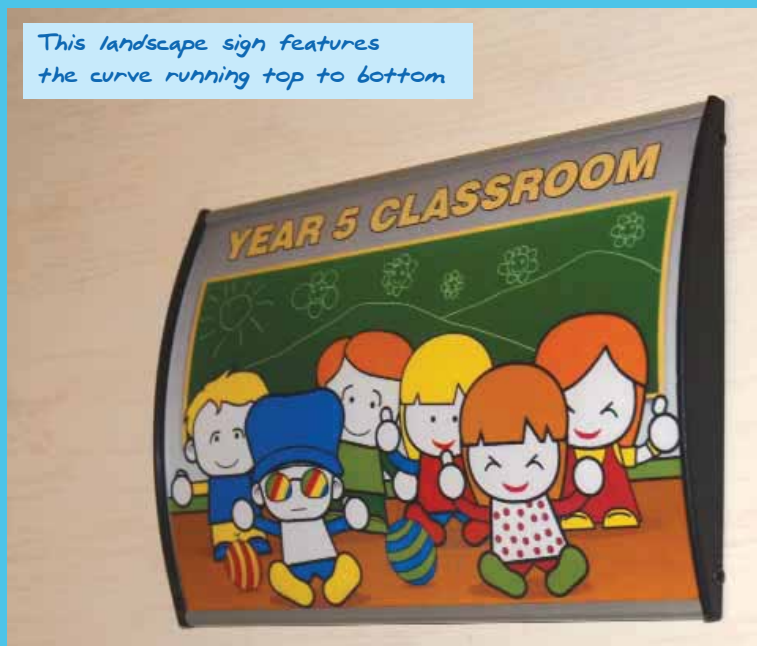 This landscape sign features
the curve running top to bottom
YEAR 5 CLASSROOM